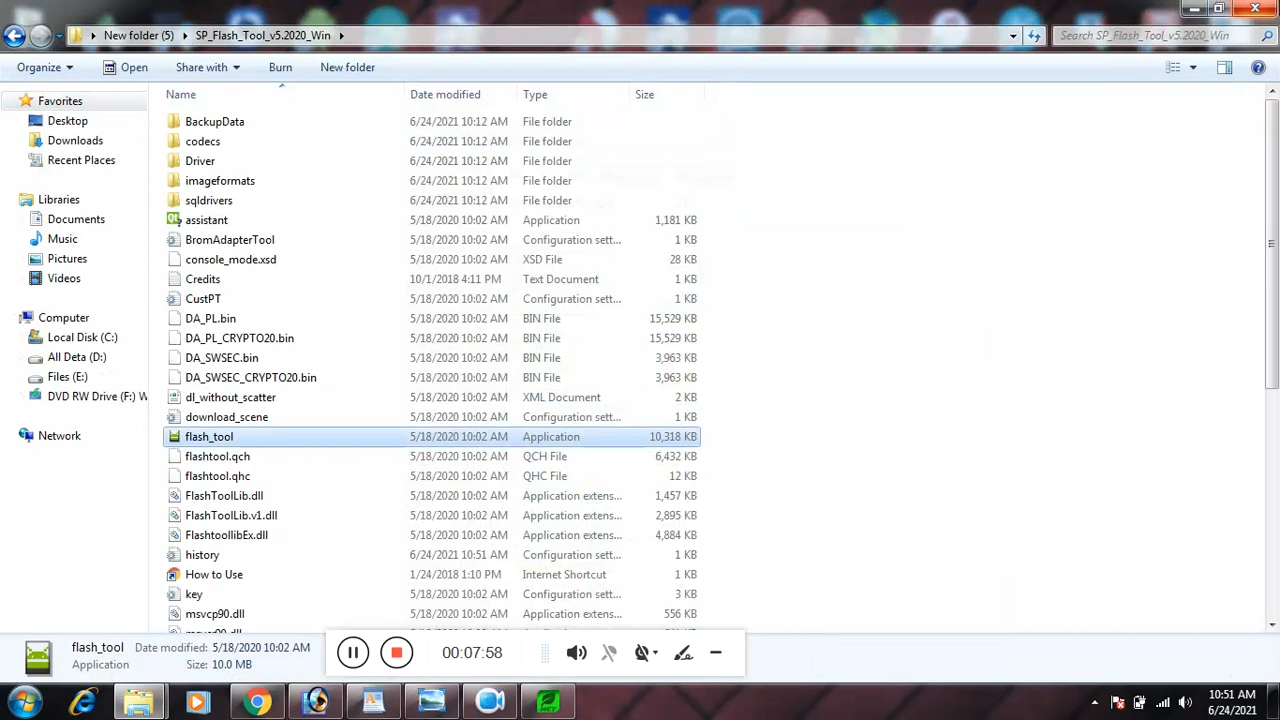 New folder (5) SP_Flash_Tool_v5.2020_Win Search SP_Flash_Tool_v5.2020_Win
Organize Open Share with Burn New folder
Name Date modified Type Size
Favorites
Desktop
Downloads
Recent Places
Libraries
Documents
Music
Pictures
Videos
Computer
Local Disk (C:)
All Deta (D:)
Files (E:)
DVD RW Drive (F:) W
Network
BackupData 6/24/2021 10:12 AM File folder
codecs 6/24/2021 10:12 AM File folder
Driver 6/24/2021 10:12 AM File folder
imageformats 6/24/2021 10:12 AM File folder
sqldrivers 6/24/2021 10:12 AM File folder
assistant 5/18/2020 10:02 AM Application 1,181 KB
BromAdapterTool 5/18/2020 10:02 AM Configuration sett... 1 KB
console_mode.xsd 5/18/2020 10:02 AM XSD File 28 KB
Credits 10/1/2018 4:11 PM Text Document 2 KB
CustPT 5/18/2020 10:02 AM Configuration sett... 1 KB
DA_PL.bin 5/18/2020 10:02 AM BIN File 15,529 KB
DA_PL_CRYPTO20.bin 5/18/2020 10:02 AM BIN File 15,529 KB
DA_SWSEC.bin 5/18/2020 10:02 AM BIN File 3,963 KB
DA_SWSEC_CRYPTO20.bin 5/18/2020 10:02 AM BIN File 3,963 KB
dl_without_scatter 5/18/2020 10:02 AM XML Document 2 KB
download_scene 5/18/2020 10:02 AM Configuration sett... 1 KB
flash_tool 5/18/2020 10:02 AM Application 10,318 KB
flashtool.qch 5/18/2020 10:02 AM QCH File 6,432 KB
flashtool.qhc 5/18/2020 10:02 AM QHC File 12 KB
FlashToolLib.dll 5/18/2020 10:02 AM Application extens... 1,457 KB
FlashToolLib.v1.dll 5/18/2020 10:02 AM Application extens... 2,895 KB
FlashtoollibEx.dll 5/18/2020 10:02 AM Application extens... 4,884 KB
history 6/24/2021 10:51 AM Configuration sett... 1 KB
How to Use 1/24/2018 1:10 PM Internet Shortcut 1 KB
key 5/18/2020 10:02 AM Configuration sett... 3 KB
msvcp90.dll 5/18/2020 10:02 AM Application extens... 556 KB
flash_tool Date modified: 5/18/2020 10:02 AM
Application Size: 10.0 MB
00:07:58
MCT
10:51 AM
6/24/2021